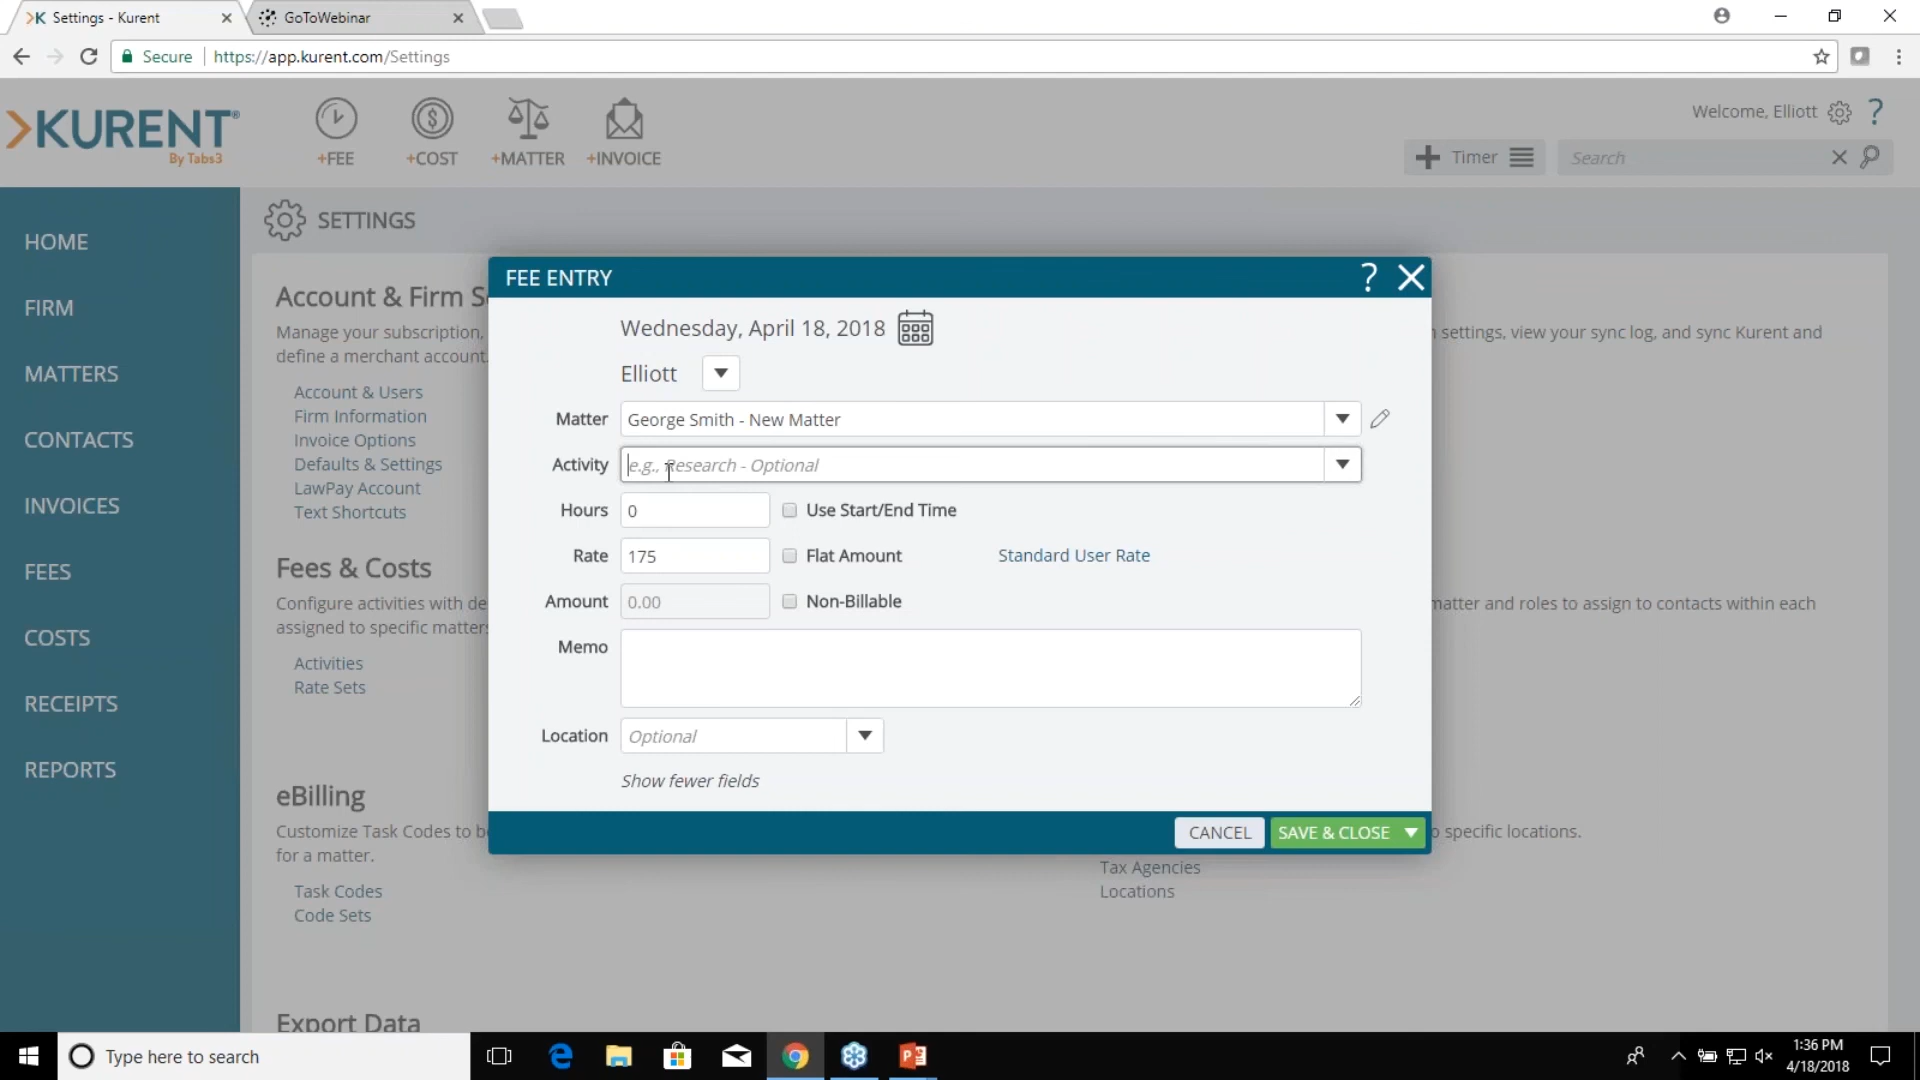 Settings - Kurent
GoToWebinar
Secure
https://app.kurent.com/Settings
>KURENT®
By Tabs3
+FEE
+COST
+MATTER
+INVOICE
Welcome, Elliott
?
Timer
Search
HOME
FIRM
MATTERS
CONTACTS
INVOICES
FEES
COSTS
RECEIPTS
REPORTS
SETTINGS
Account & Firm S
Manage your subscription,
define a merchant account.
Account & Users
Firm Information
Invoice Options
Defaults & Settings
LawPay Account
Text Shortcuts
settings, view your sync log, and sync Kurent and
Fees & Costs
Configure activities with de
assigned to specific matters
Activities
Rate Sets
matter and roles to assign to contacts within each
eBilling
Customize Task Codes to b
for a matter.
Task Codes
Code Sets
o specific locations.
Tax Agencies
Locations
Export Data
FEE ENTRY
?
Wednesday, April 18, 2018
Elliott
Matter
George Smith - New Matter
Activity
e.g., Research - Optional
Hours
0
Use Start/End Time
Rate
175
Flat Amount
Standard User Rate
Amount
0.00
Non-Billable
Memo
Location
Optional
Show fewer fields
CANCEL
SAVE & CLOSE
Type here to search
1:36 PM
4/18/2018